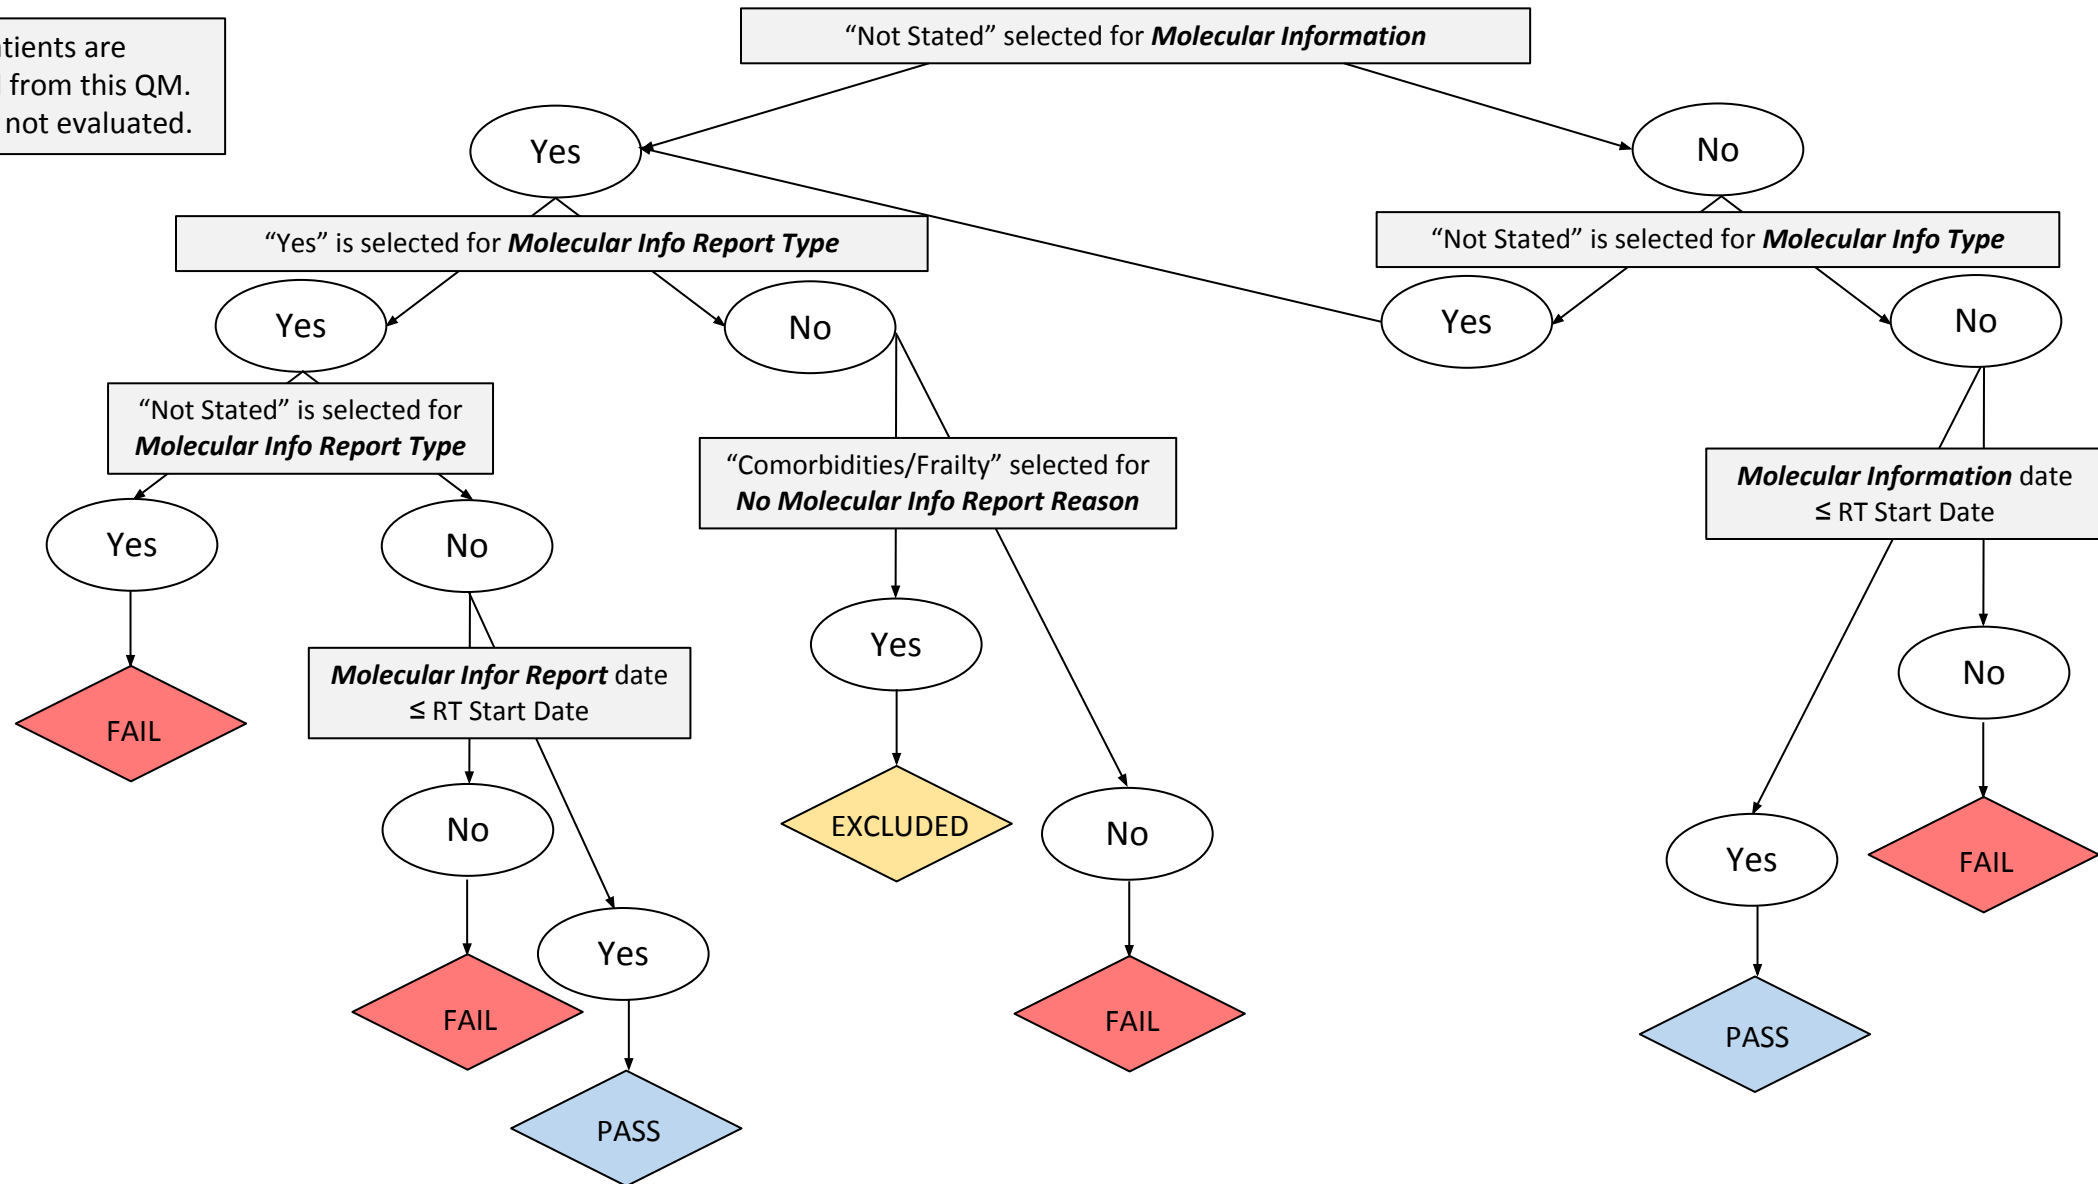 “Not Stated” selected for Molecular Information
are
from this QM.
not evaluated.
Yes
No
“Yes” is selected for Molecular Info Report Type
“Not Stated” is selected for Molecular Info Type
Yes
No
Yes
No
“Not Stated” is selected for
Molecular Info Report Type
“Comorbidities/Frailty” selected for
No Molecular Info Report Reason
Molecular Information date
≤ RT Start Date
Yes
No
Yes
No
Molecular Infor Report date
≤ RT Start Date
FAIL
No
EXCLUDED
No
Yes
FAIL
Yes
FAIL
FAIL
PASS
PASS